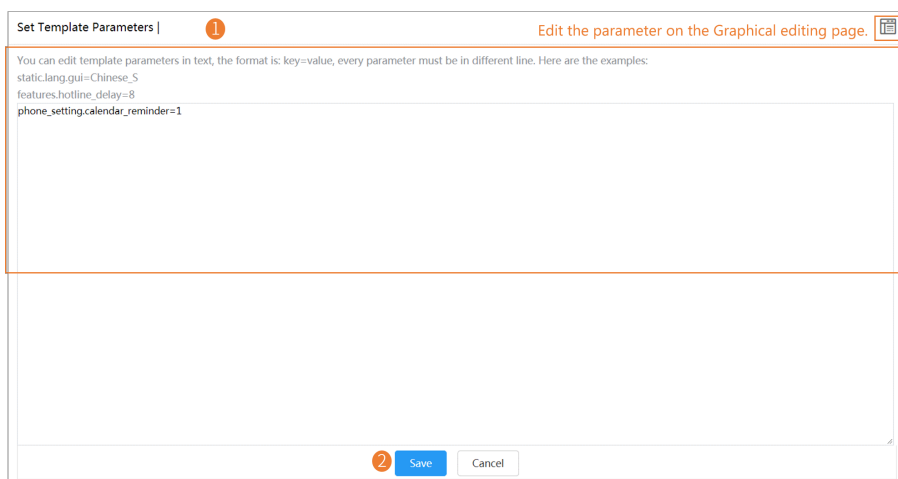 Set Template Parameters |
1
Edit the parameter on the Graphical editing page.
You can edit template parameters in text, the format is: key=value, every parameter must be in different line. Here are the examples:
static.lang.gui=Chinese_S
features.hotline_delay=8
phone_setting.calendar_reminder=1
2
Save
Cancel